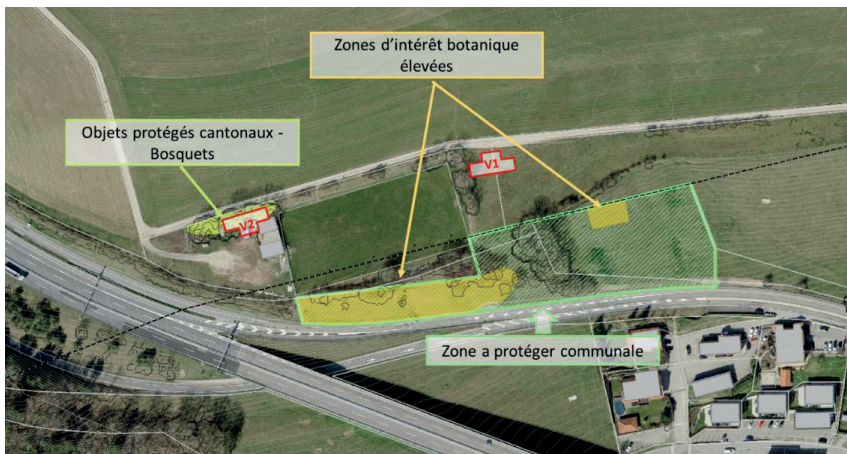 Zones d'intérêt botanique
élevées
Objets protégés cantonaux -
Bosquets
V1
V2
Zone a protéger communale